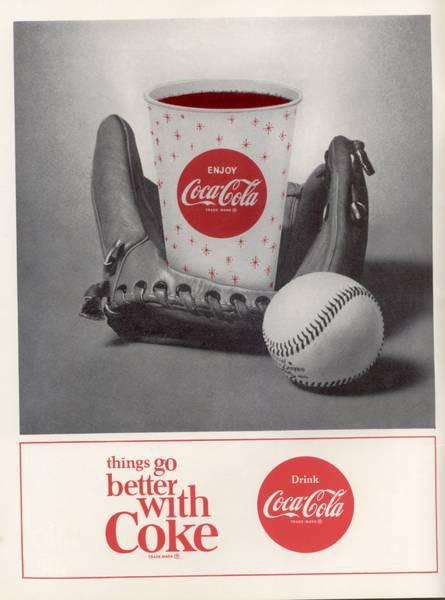 ENJOY
Coca-Cola
TRADE-MARK ®
things go
better
with
Coke
TRADE-MARK ®
Drink
Coca-Cola
TRADE-MARK ®